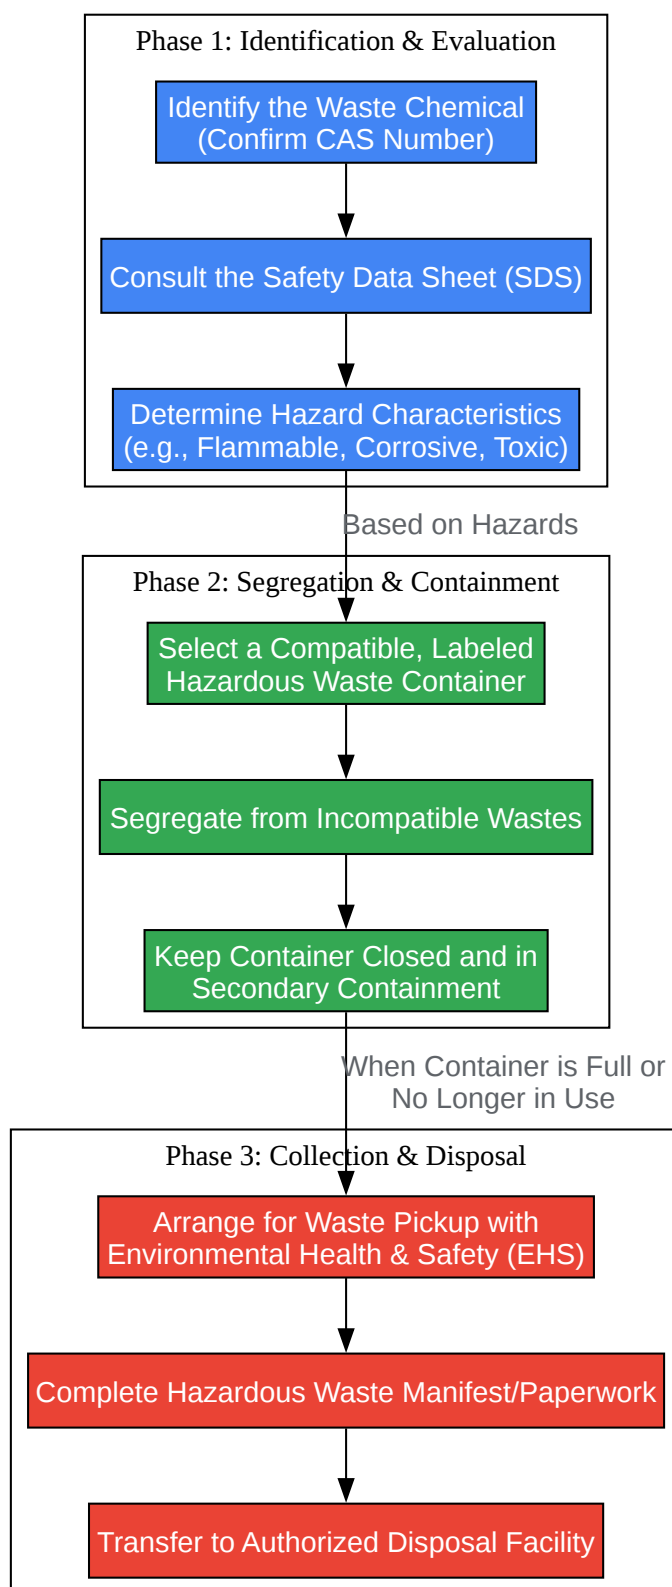 Phase 1: Identification & Evaluation
Identify the Waste Chemical
(Confirm CAS Number)
Consult the Safety Data Sheet (SDS)
Determine Hazard Characteristics
(e.g., Flammable, Corrosive, Toxic)
Based on Hazards
Phase 2: Segregation & Containment
Select a Compatible, Labeled
Hazardous Waste Container
Segregate from Incompatible Wastes
Keep Container Closed and in
Secondary Containment
When Container is Full or
No Longer in Use
Phase 3: Collection & Disposal
Arrange for Waste Pickup with
Environmental Health & Safety (EHS)
Complete Hazardous Waste Manifest/Paperwork
Transfer to Authorized Disposal Facility